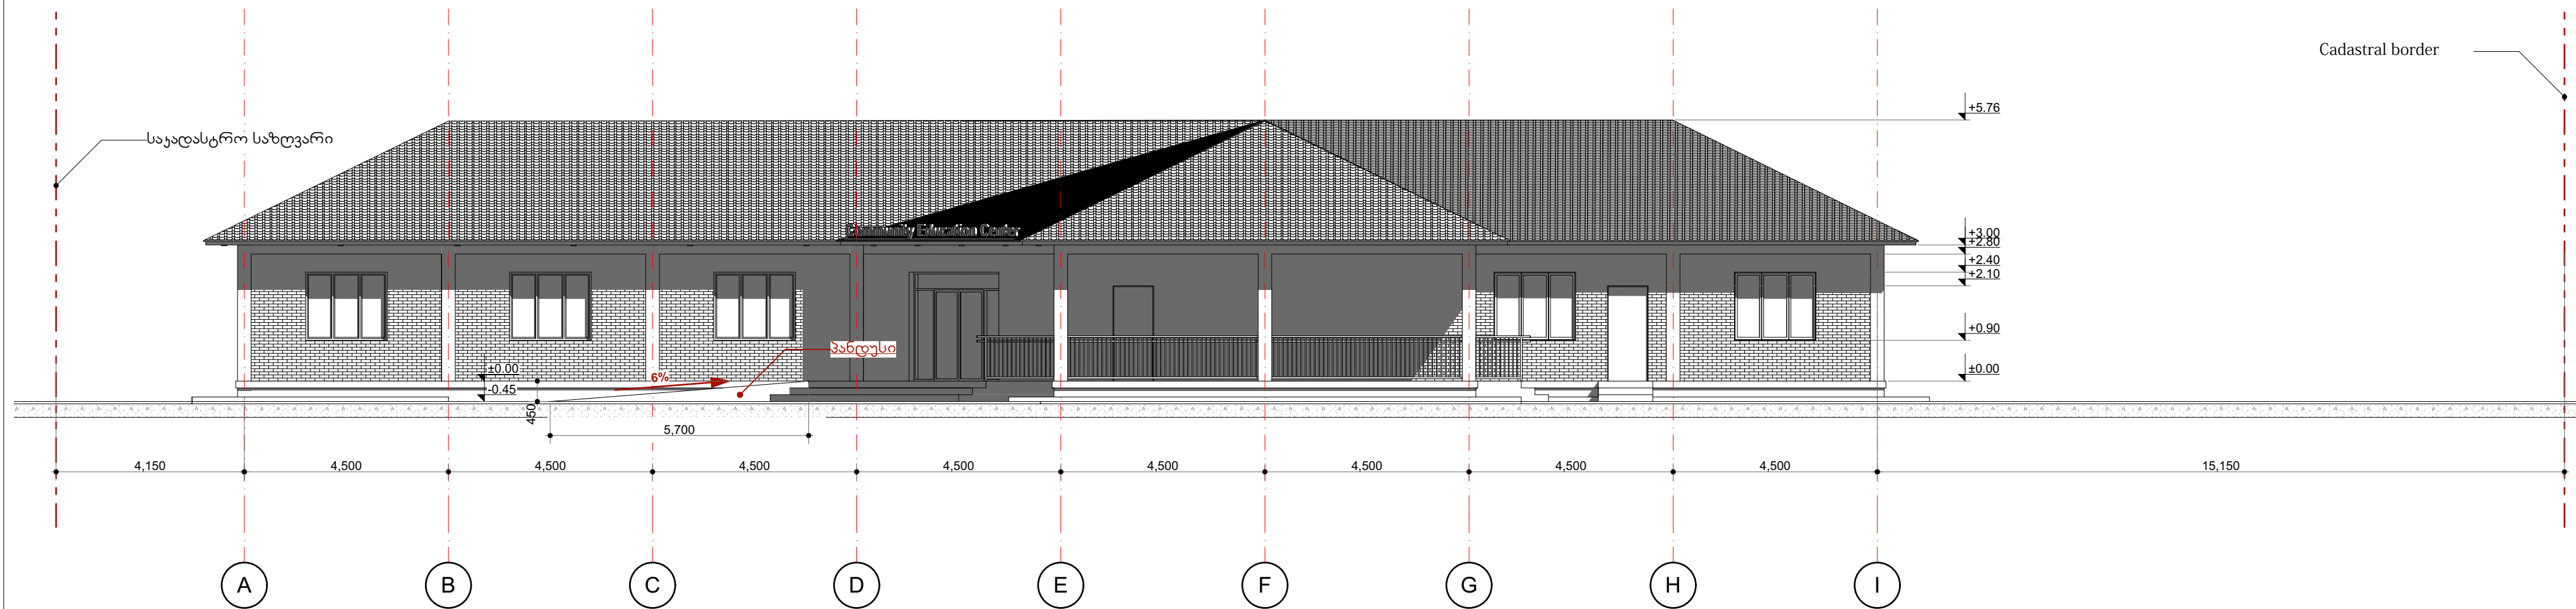 Cadastral border
+5.76
საკადასტრო საზღვარი
Community Education Center
+3.00
+2.80
+2.40
+2.10
+0.90
±0.00
პანდუსი
6%
±0.00
-0.45
450
5,700
4,150
4,500
4,500
4,500
4,500
4,500
4,500
4,500
4,500
15,150
A
B
C
D
E
F
G
H
I